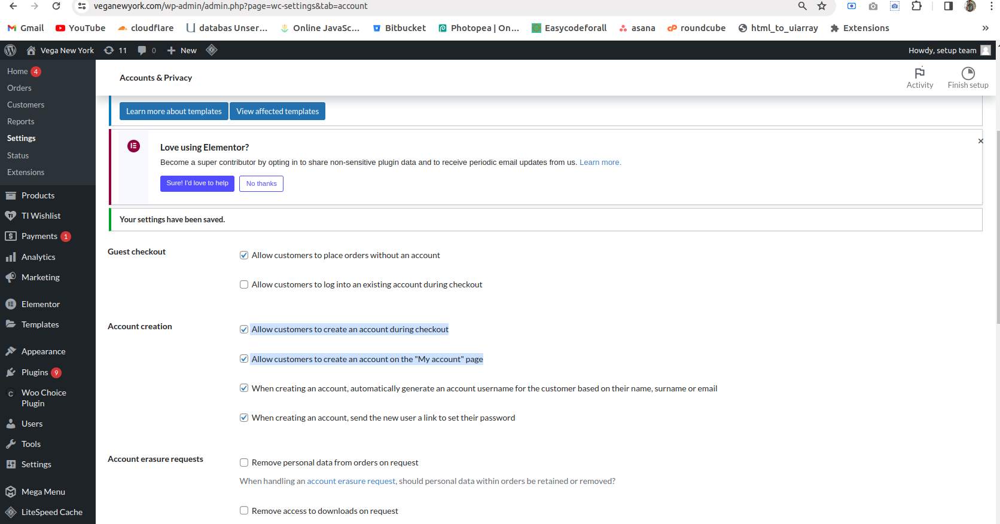 veganewyork.com/wp-admin/admin.php?page=wc-settings&tab=account
Gmail YouTube cloudflare databas Unser... Online JavaSc... Bitbucket Photopea | On... Easycodeforall asana roundcube html_to_uiarray Extensions »
Vega New York 11 0 New Howdy, setup team
Home 4
Orders
Customers
Reports
Settings
Status
Extensions
Products
TI Wishlist
Payments 1
Analytics
Marketing
Elementor
Templates
Appearance
Plugins 9
Woo Choice
Plugin
Users
Tools
Settings
Mega Menu
LiteSpeed Cache
Accounts & Privacy
Activity
Finish setup
Learn more about templates View affected templates
Love using Elementor?
Become a super contributor by opting in to share non-sensitive plugin data and to receive periodic email updates from us. Learn more.
Sure! I'd love to help No thanks
Your settings have been saved.
Guest checkout
Allow customers to place orders without an account
Allow customers to log into an existing account during checkout
Account creation
Allow customers to create an account during checkout
Allow customers to create an account on the "My account" page
When creating an account, automatically generate an account username for the customer based on their name, surname or email
When creating an account, send the new user a link to set their password
Account erasure requests
Remove personal data from orders on request
When handling an account erasure request, should personal data within orders be retained or removed?
Remove access to downloads on request